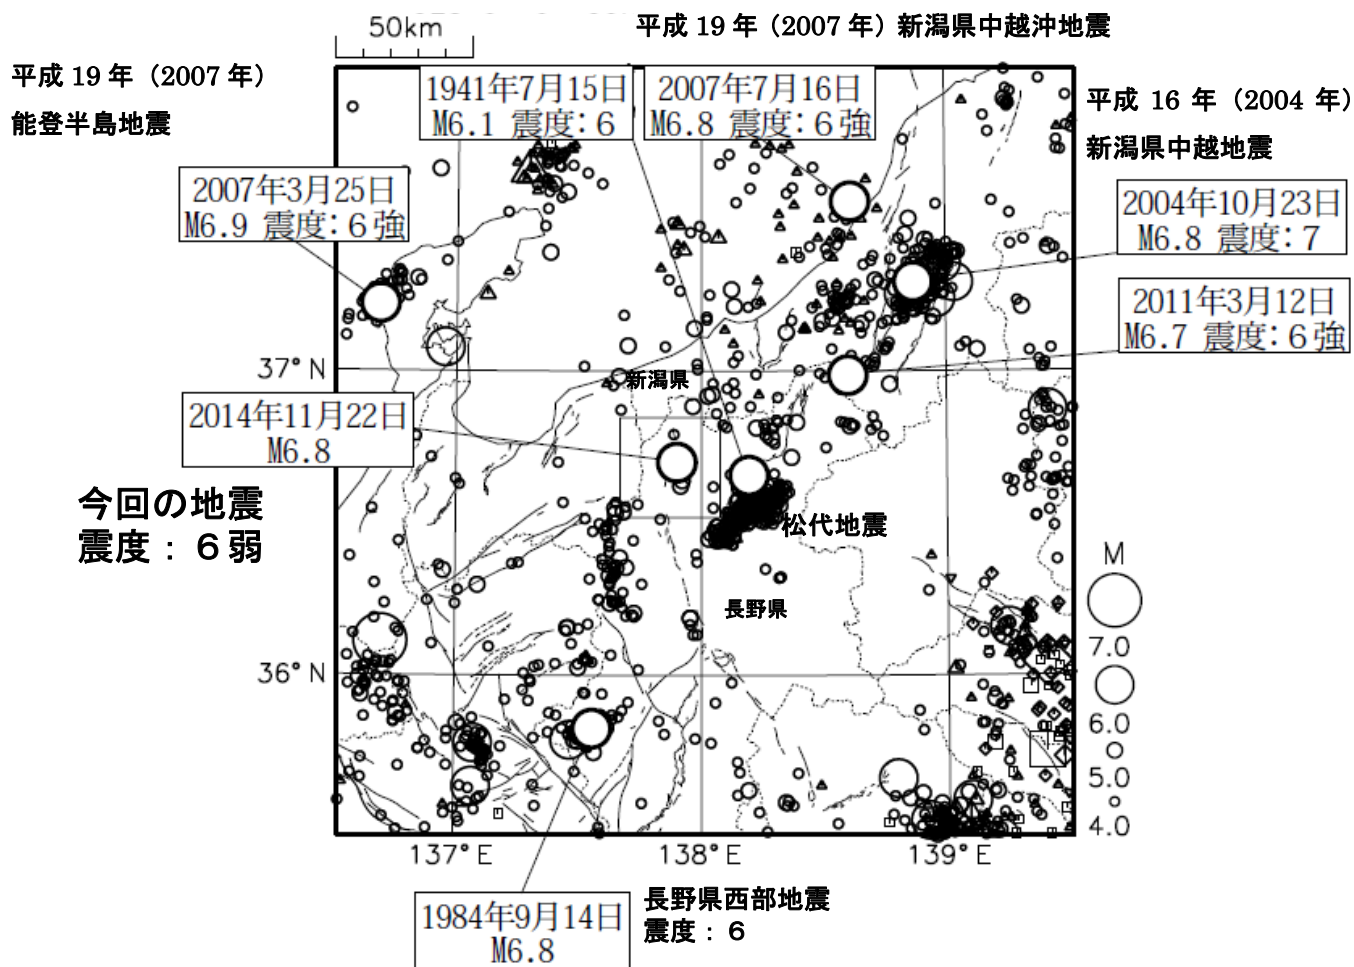 50km
平成 19 年（2007 年）新潟県中越沖地震
平成 19 年（2007 年）
能登半島地震
1941年7月15日
M6.1 震度：6
2007年7月16日
M6.8 震度：6強
平成 16 年（2004 年）
新潟県中越地震
2007年3月25日
M6.9 震度：6強
2004年10月23日
M6.8 震度：7
2011年3月12日
M6.7 震度：6強
37°N
新潟県
2014年11月22日
M6.8
今回の地震
震度：６弱
松代地震
長野県
36°N
M
7.0
6.0
5.0
4.0
137°E
138°E
139°E
1984年9月14日
M6.8
長野県西部地震
震度：６